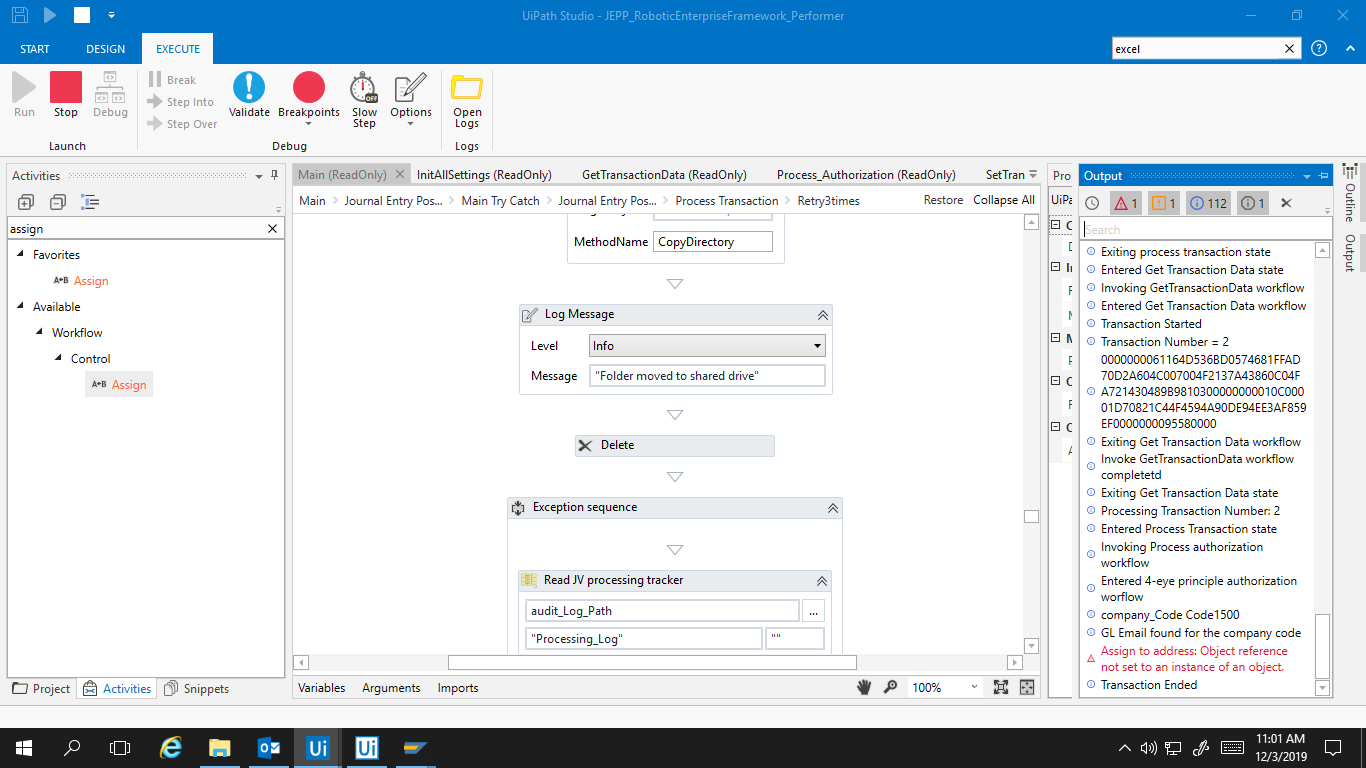 UiPath Studio - JEPP_RoboticEnterpriseFramework_Performer
START DESIGN EXECUTE
excel
Run Stop Debug
Break
Step Into
Step Over
Validate Breakpoints Slow Step Options
Open Logs
Launch Debug Logs
Activities
assign
Favorites
A+B Assign
Available
Workflow
Control
A+B Assign
Project Activities Snippets
Main (ReadOnly) InitAllSettings (ReadOnly) GetTransactionData (ReadOnly) Process_Authorization (ReadOnly) SetTran
Main Journal Entry Pos... Main Try Catch Journal Entry Pos... Process Transaction Retry3times Restore Collapse All
MethodName CopyDirectory
Log Message
Level Info
Message "Folder moved to shared drive"
Delete
Exception sequence
Read JV processing tracker
audit_Log_Path ...
"Processing_Log" ""
Variables Arguments Imports 100%
Pro
UiPa
Output
1 1 112 1
Search
Exiting process transaction state
Entered Get Transaction Data state
Invoking GetTransactionData workflow
Entered Get Transaction Data workflow
Transaction Started
Transaction Number = 2
0000000061164D536BD0574681FFAD
70D2A604C007004F2137A43860C04F
A721430489B9810300000000010C000
01D70821C44F4594A90DE94EE3AF859
EF0000000095580000
Exiting Get Transaction Data workflow
Invoke GetTransactionData workflow
completetd
Exiting Get Transaction Data state
Processing Transaction Number: 2
Entered Process Transaction state
Invoking Process authorization
workflow
Entered 4-eye principle authorization
worflow
company_Code Code1500
GL Email found for the company code
Assign to address: Object reference
not set to an instance of an object.
Transaction Ended
Outline
Output
11:01 AM
12/3/2019